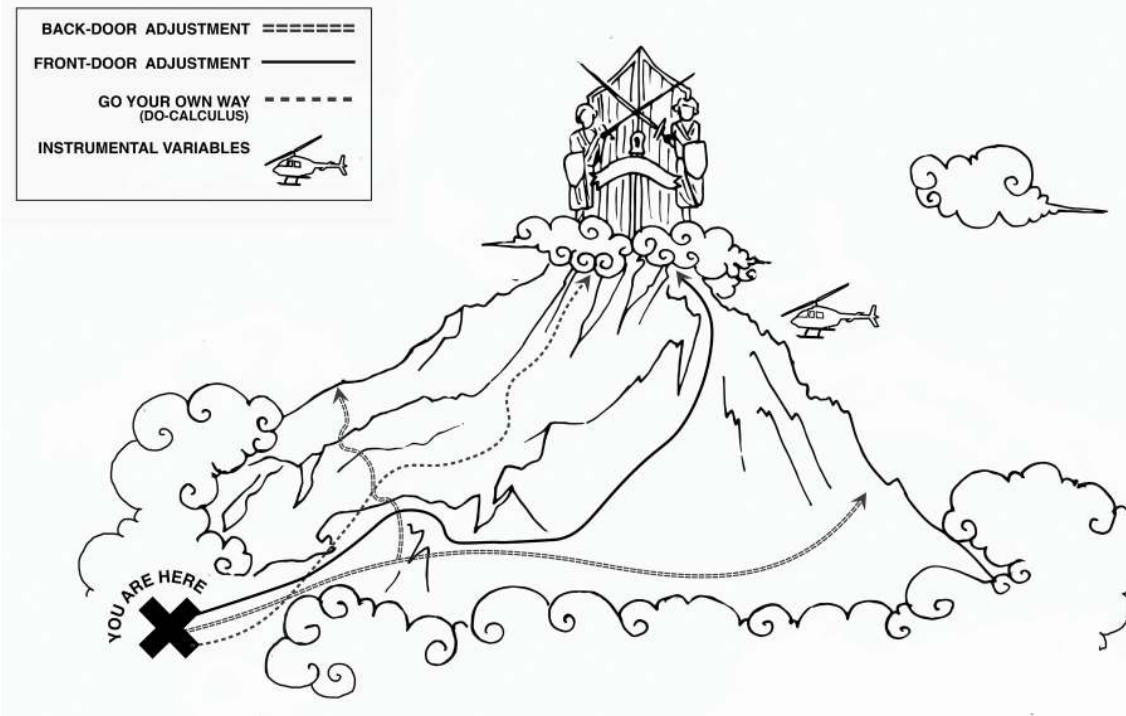 BACK-DOOR ADJUSTMENT
FRONT-DOOR ADJUSTMENT
GO YOUR OWN WAY
(DO-CALCULUS)
INSTRUMENTAL VARIABLES
YOU ARE HERE